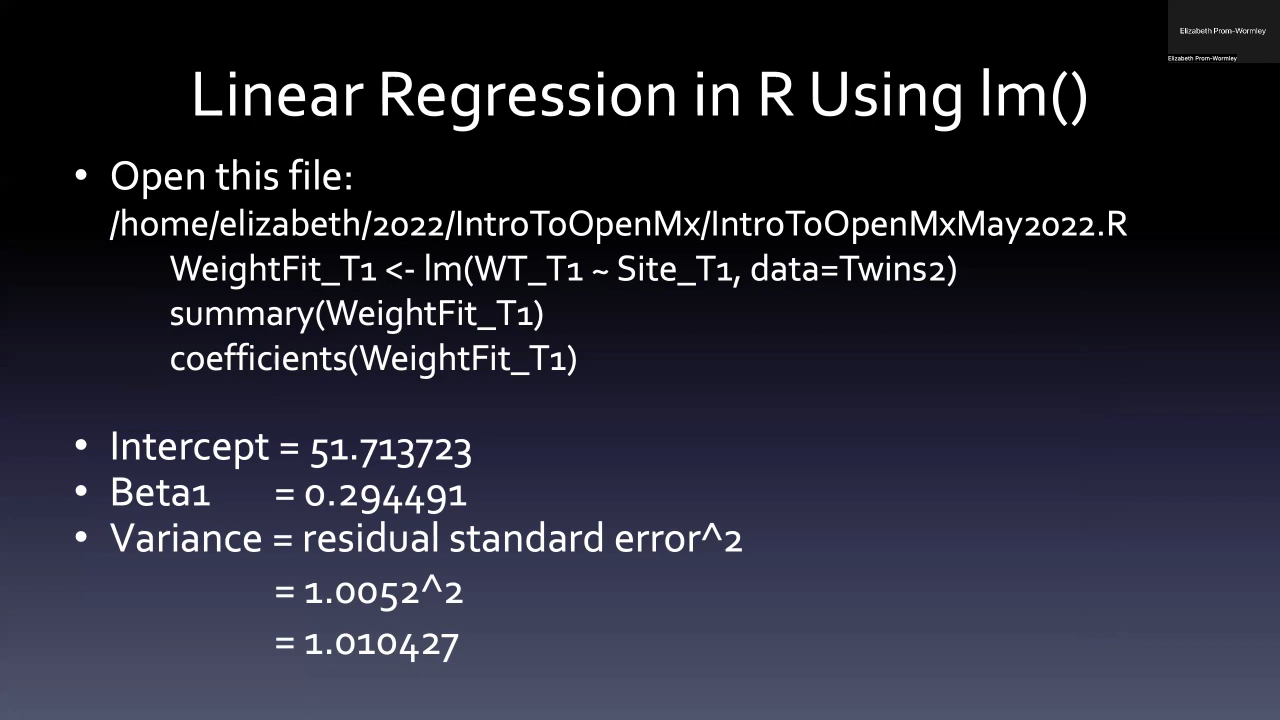 Elizabeth Prom-Wormley
Elizabeth Prom-Wormley
Linear Regression in R Using lm()
• Open this file:
/home/elizabeth/2022/IntroToOpenMx/IntroToOpenMxMay2022.R
WeightFit_T1 <- lm(WT_T1 ~ Site_T1, data=Twins2)
summary(WeightFit_T1)
coefficients(WeightFit_T1)
• Intercept = 51.713723
• Beta1 = 0.294491
• Variance = residual standard error^2
= 1.0052^2
= 1.010427